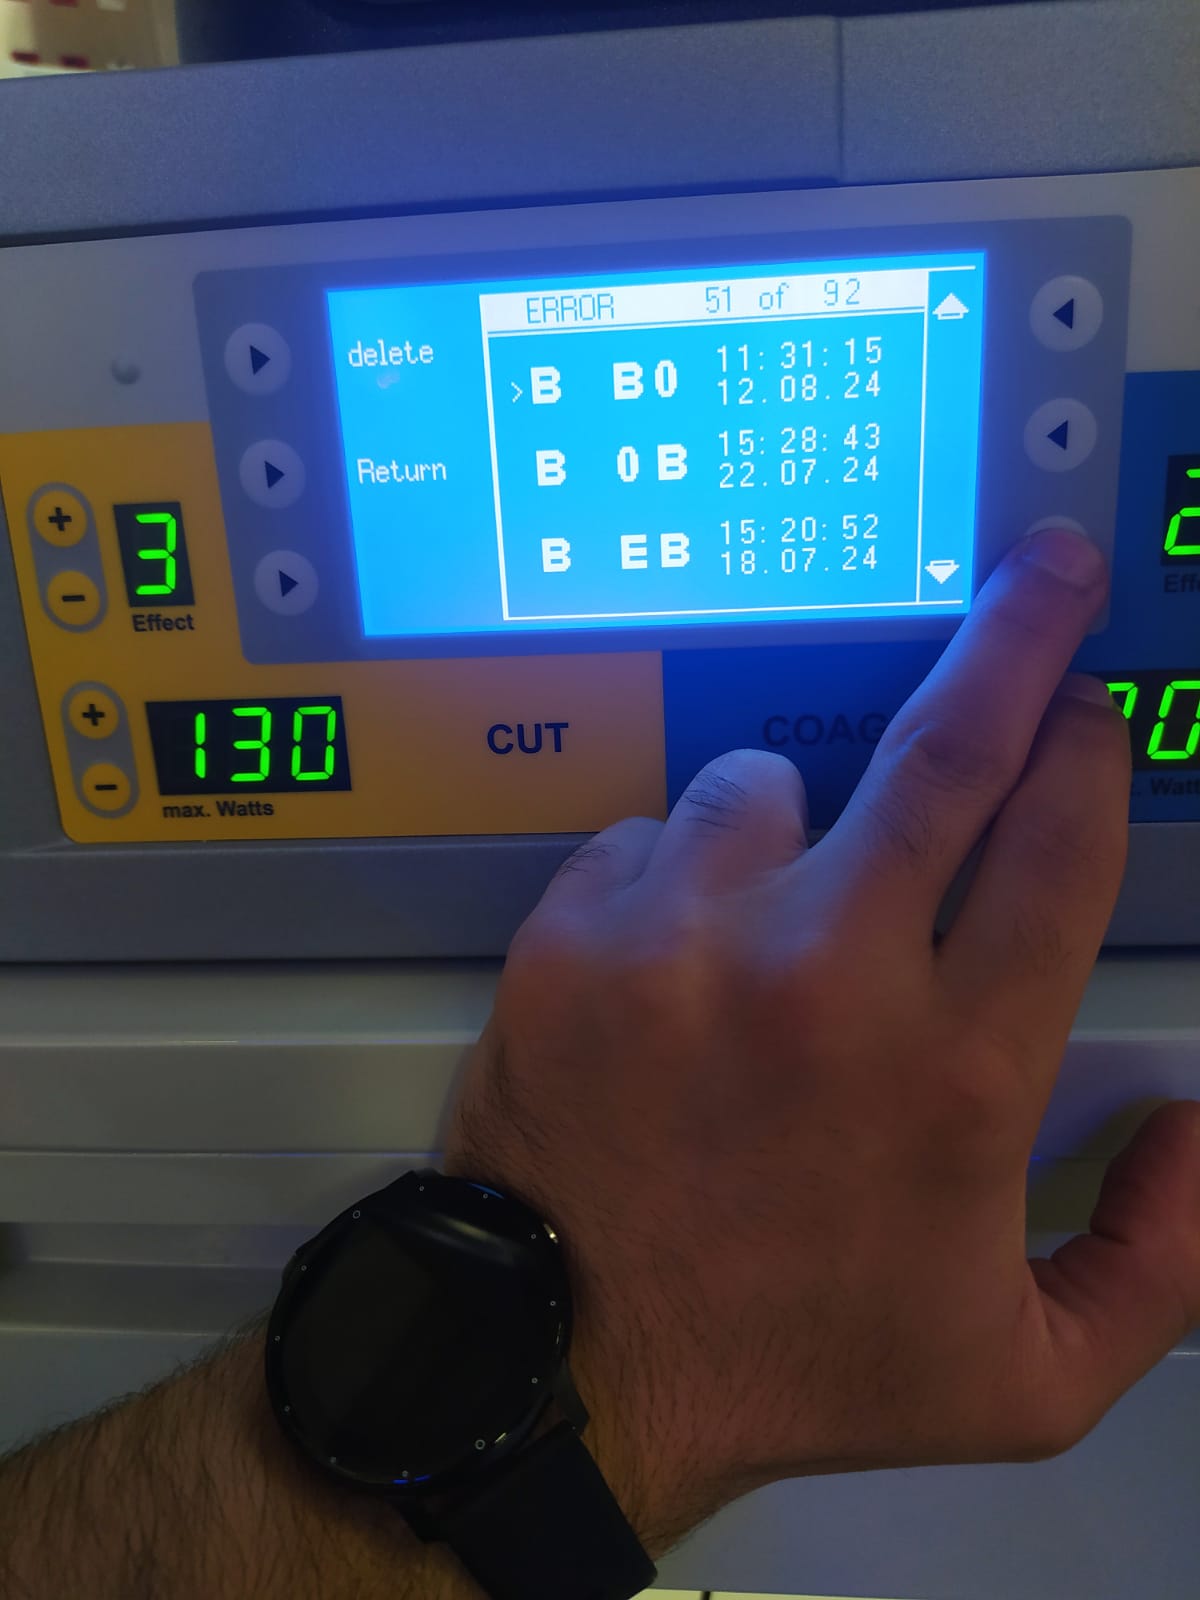 ERROR 51 of 92
delete
>B B0 11:31:15
12.08.24
Return
B 0B 15:28:43
22.07.24
B EB 15:20:52
18.07.24
+
3
-
Effect
+
130
-
max. Watts
CUT
COAG